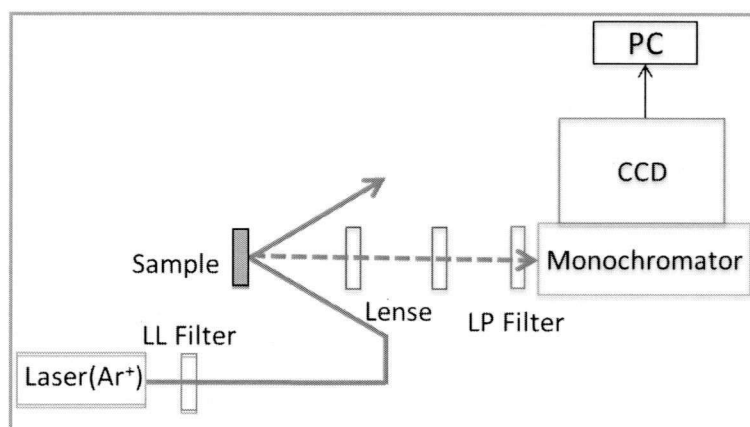 PC
CCD
Sample
Monochromator
Lense
LP Filter
LL Filter
Laser(Ar⁺)